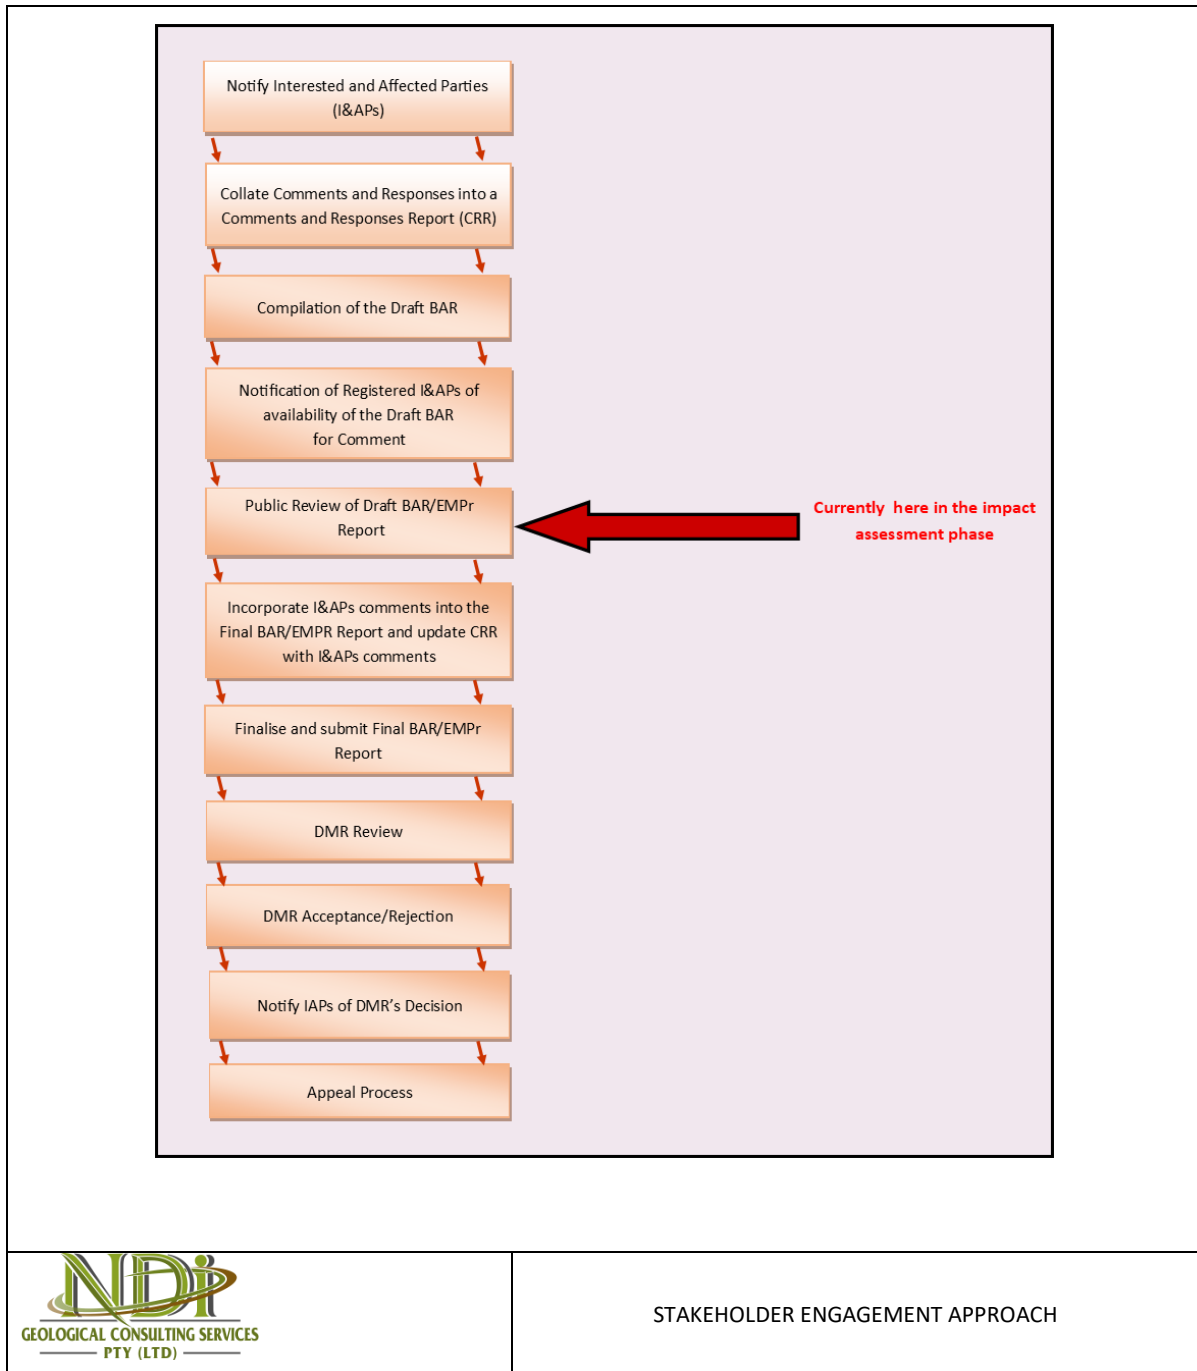 Notify Interested and Affected Parties
(I&APs)
Collate Comments and Responses into a
Comments and Responses Report (CRR)
Compilation of the Draft BAR
Notification of Registered I&APs of
availability of the Draft BAR
for Comment
Public Review of Draft BAR/EMPr
Report
Currently here in the impact
assessment phase
Incorporate I&APs comments into the
Final BAR/EMPR Report and update CRR
with I&APs comments
Finalise and submit Final BAR/EMPr
Report
DMR Review
DMR Acceptance/Rejection
Notify IAPs of DMR's Decision
Appeal Process
NDi
GEOLOGICAL CONSULTING SERVICES
PTY (LTD)
STAKEHOLDER ENGAGEMENT APPROACH